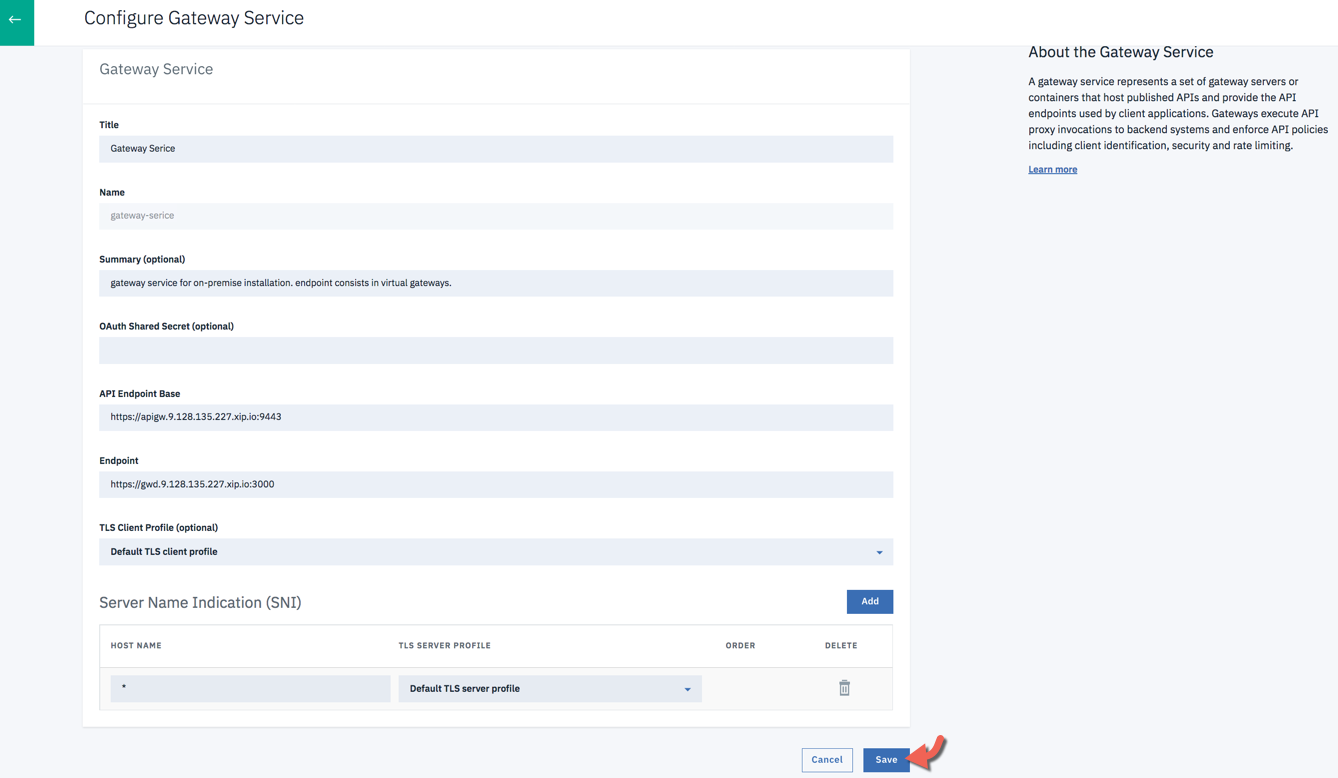 Configure Gateway Service
Gateway Service
Title
Gateway Serice
Name
gateway-serice
Summary (optional)
gateway service for on-premise installation. endpoint consists in virtual gateways.
OAuth Shared Secret (optional)
API Endpoint Base
https://apigw.9.128.135.227.xip.io:9443
Endpoint
https://gwd.9.128.135.227.xip.io:3000
TLS Client Profile (optional)
Default TLS client profile
Server Name Indication (SNI)
Add
HOST NAME TLS SERVER PROFILE ORDER DELETE
* Default TLS server profile
Cancel Save
About the Gateway Service
A gateway service represents a set of gateway servers or
containers that host published APIs and provide the API
endpoints used by client applications. Gateways execute API
proxy invocations to backend systems and enforce API policies
including client identification, security and rate limiting.
Learn more